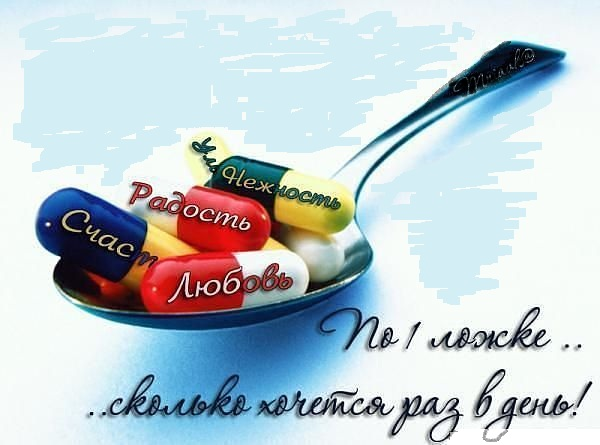 Нежность
Радость
Счаст
Любовь
По 1 ложке ..
..сколько хочется раз в день!